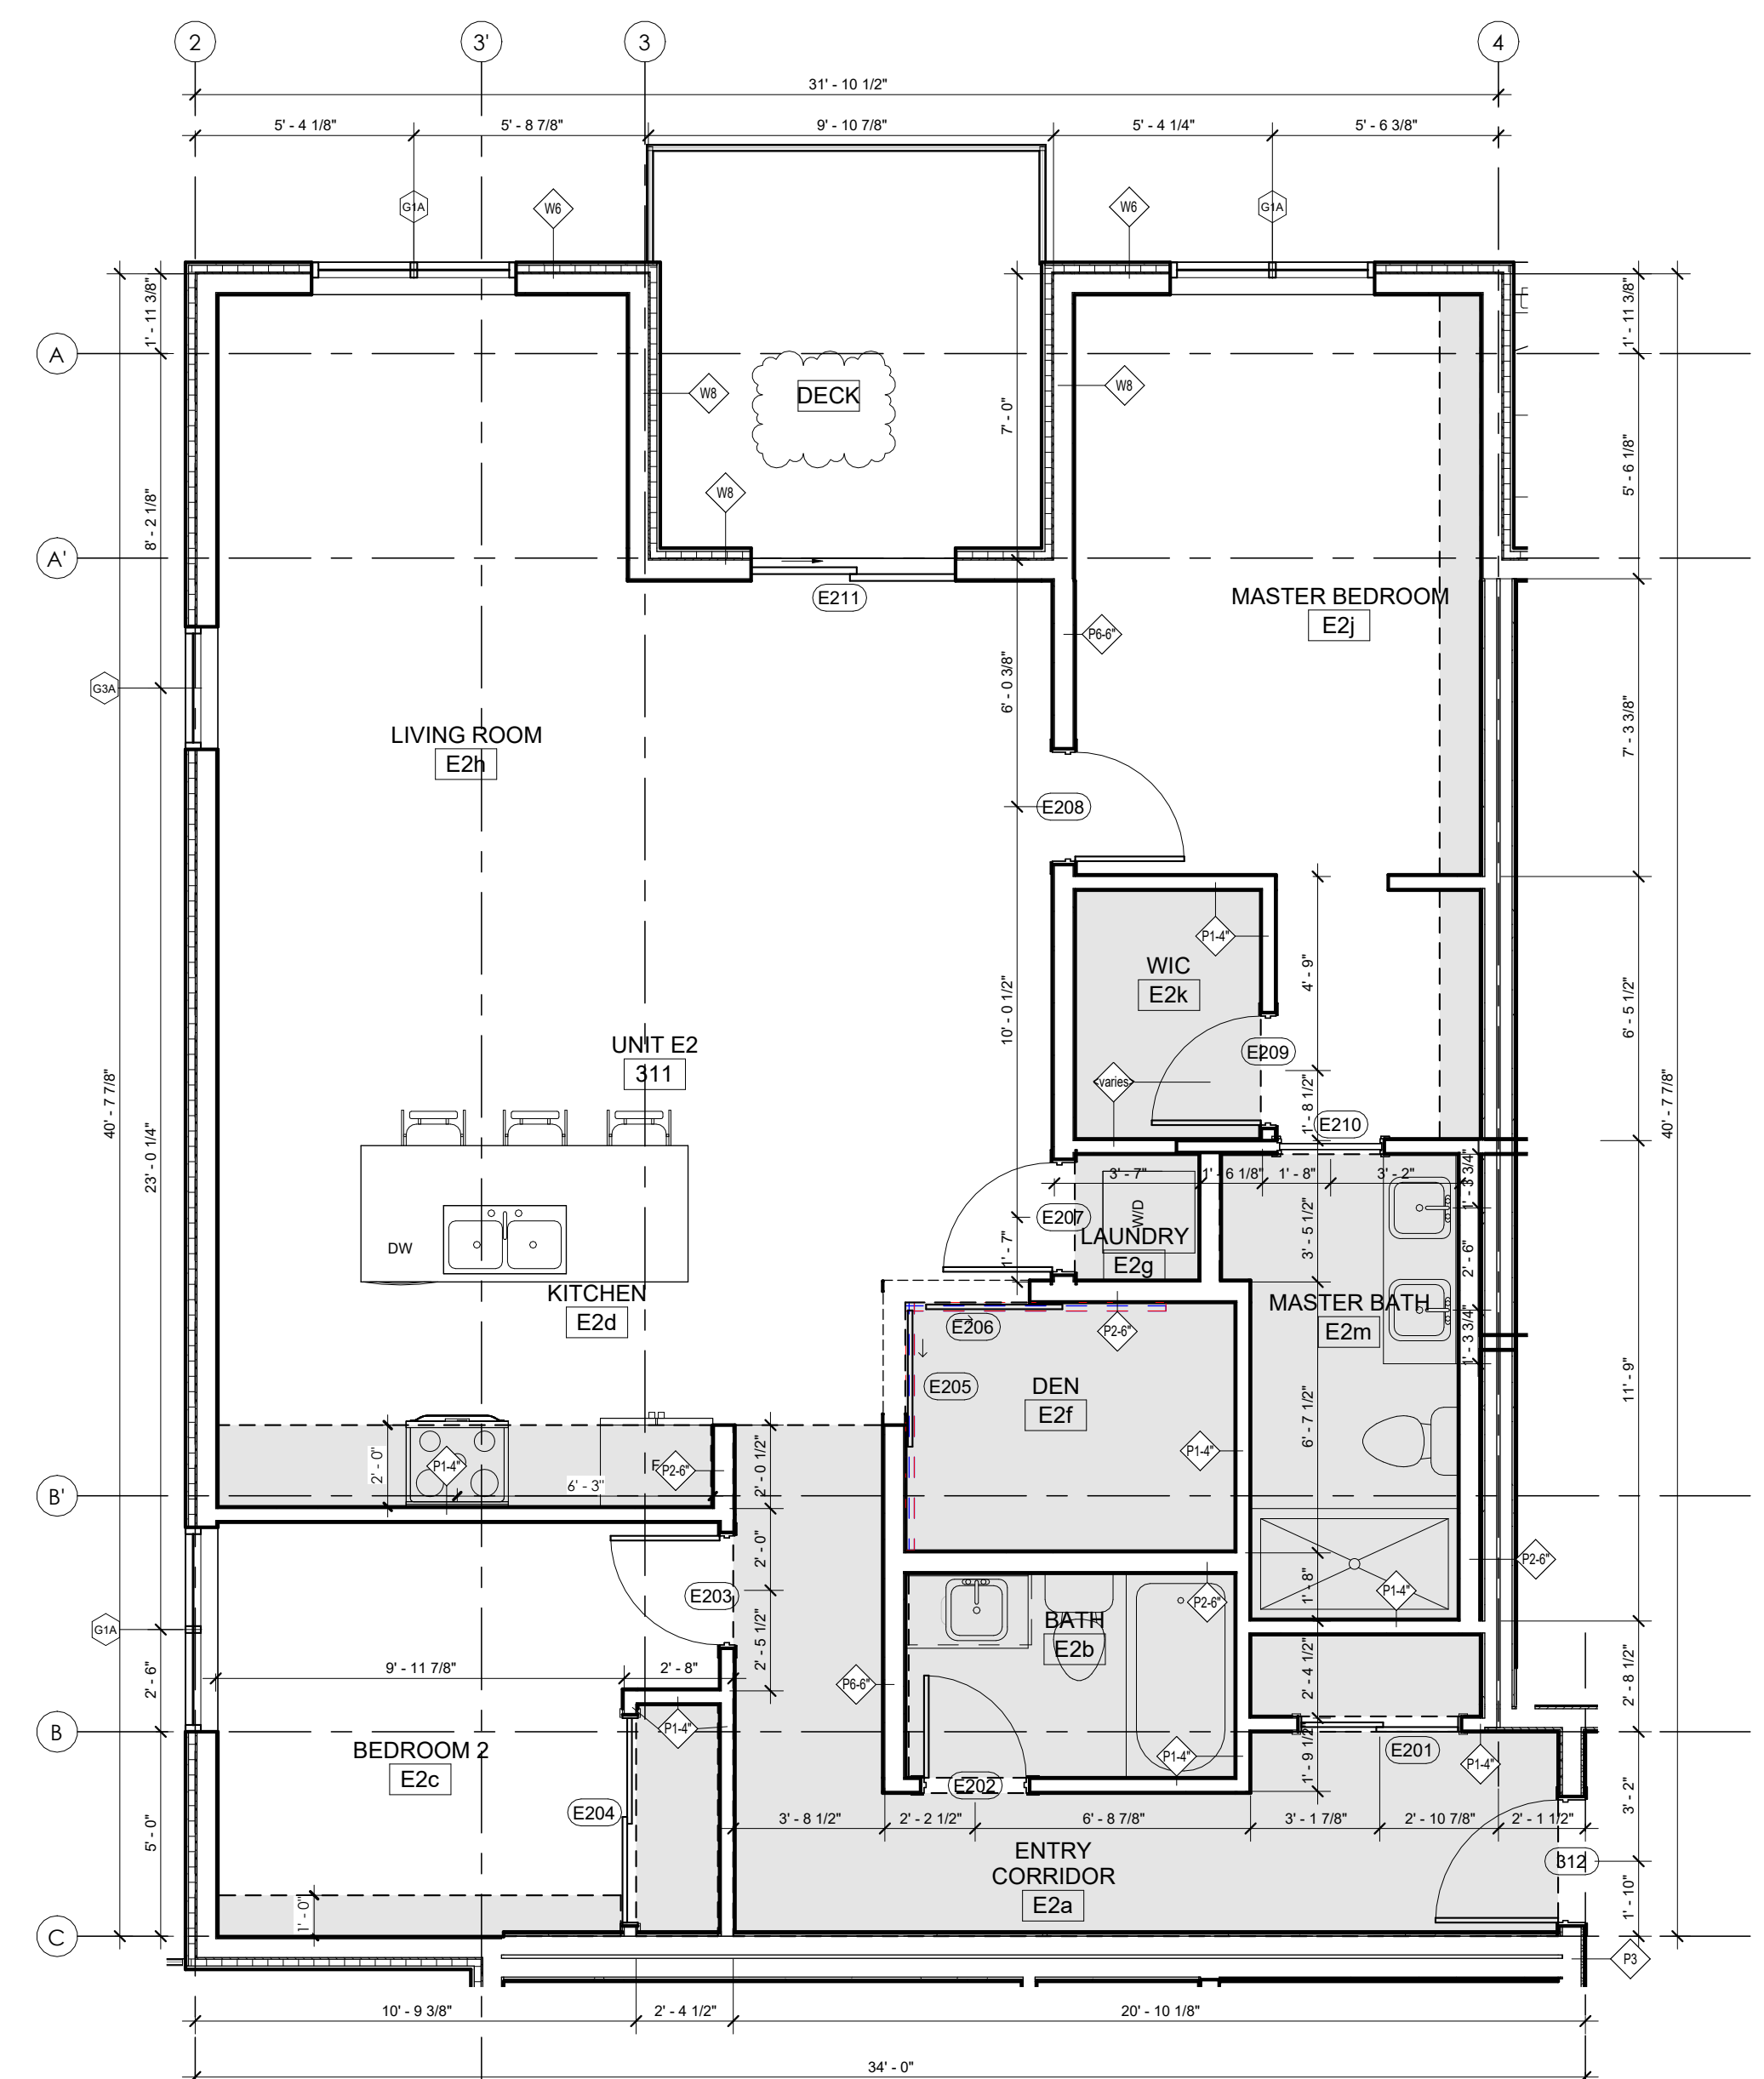 2
3'
3
4
31' - 10 1/2"
5' - 4 1/8"
5' - 8 7/8"
9' - 10 7/8"
5' - 4 1/4"
5' - 6 3/8"
G1A
W6
W6
G1A
1' - 11 3/8"
1' - 11 3/8"
A
W8
DECK
W8
7' - 0"
8' - 2 1/8"
5' - 6 1/8"
W8
A'
E211
MASTER BEDROOM
E2j
P6-6"
G3A
6' - 0 3/8"
7' - 3 3/8"
LIVING ROOM
E2h
E208
P1-4"
WIC
E2k
4' - 9"
10' - 0 1/2"
6' - 5 1/2"
UNIT E2
311
E209
<varies>
1' - 8 1/2"
40' - 7 7/8"
40' - 7 7/8"
E210
23' - 0 1/4"
3' - 7"
1' - 6 1/8"
1' - 8"
3' - 2"
1' - 3 3/4"
W/D
E207
LAUNDRY
E2g
1' - 7"
3' - 5 1/2"
2' - 6"
DW
KITCHEN
E2d
MASTER BATH
E2m
1' - 3 3/4"
E206
P2-6"
E205
DEN
E2f
11' - 9"
P1-4"
6' - 7 1/2"
2' - 0"
P1-4"
6' - 3"
F
P2-6"
2' - 0 1/2"
B'
2' - 0"
P2-6"
E203
1' - 8"
P1-4"
P2-6"
BATH
E2b
G1A
2' - 5 1/2"
9' - 11 7/8"
2' - 8"
P6-6"
2' - 4 1/2"
2' - 6"
2' - 8 1/2"
P1-4"
B
BEDROOM 2
E2c
P1-4"
E201
P1-4"
1' - 9 1/2"
E202
E204
5' - 0"
3' - 2"
3' - 8 1/2"
2' - 2 1/2"
6' - 8 7/8"
3' - 1 7/8"
2' - 10 7/8"
2' - 1 1/2"
ENTRY
CORRIDOR
E2a
312
1' - 0"
1' - 10"
C
P3
10' - 9 3/8"
2' - 4 1/2"
20' - 10 1/8"
34' - 0"